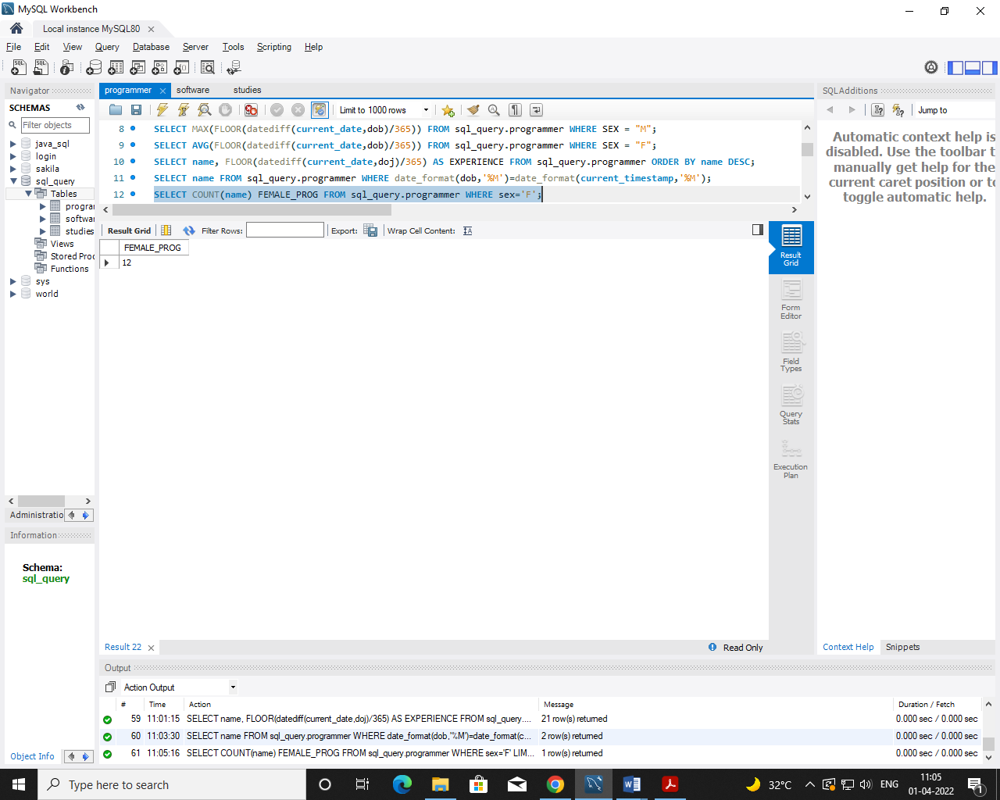 MySQL Workbench
Local instance MySQL80
File Edit View Query Database Server Tools Scripting Help
Navigator
SCHEMAS
Filter objects
java_sql
login
sakila
sql_query
Tables
programmer
softwar
studies
Views
Stored Proc
Functions
sys
world
Administratio
Information
Schema:
sql_query
Object Info
programmer
software
studies
Limit to 1000 rows
8 SELECT MAX(FLOOR(datediff(current_date,dob)/365)) FROM sql_query.programmer WHERE SEX = "M";
9 SELECT AVG(FLOOR(datediff(current_date,dob)/365)) FROM sql_query.programmer WHERE SEX = "F";
10 SELECT name, FLOOR(datediff(current_date,doj)/365) AS EXPERIENCE FROM sql_query.programmer ORDER BY name DESC;
11 SELECT name FROM sql_query.programmer WHERE date_format(dob,'%M')=date_format(current_timestamp,'%M');
12 SELECT COUNT(name) FEMALE_PROG FROM sql_query.programmer WHERE sex='F';
Result Grid Filter Rows: Export: Wrap Cell Content:
FEMALE_PROG
12
Result
Grid
Form
Editor
Field
Types
Query
Stats
Execution
Plan
Result 22
Read Only
SQLAdditions
Jump to
Automatic context help is
disabled. Use the toolbar t
manually get help for the
current caret position or to
toggle automatic help.
Context Help Snippets
Output
Action Output
# Time Action Message Duration / Fetch
59 11:01:15 SELECT name, FLOOR(datediff(current_date,doj)/365) AS EXPERIENCE FROM sql_query.... 21 row(s) returned 0.000 sec / 0.000 sec
60 11:03:30 SELECT name FROM sql_query.programmer WHERE date_format(dob,'%M')=date_format(c... 2 row(s) returned 0.000 sec / 0.000 sec
61 11:05:16 SELECT COUNT(name) FEMALE_PROG FROM sql_query.programmer WHERE sex='F' LIM... 1 row(s) returned 0.000 sec / 0.000 sec
Type here to search
32°C
ENG
11:05
01-04-2022
1